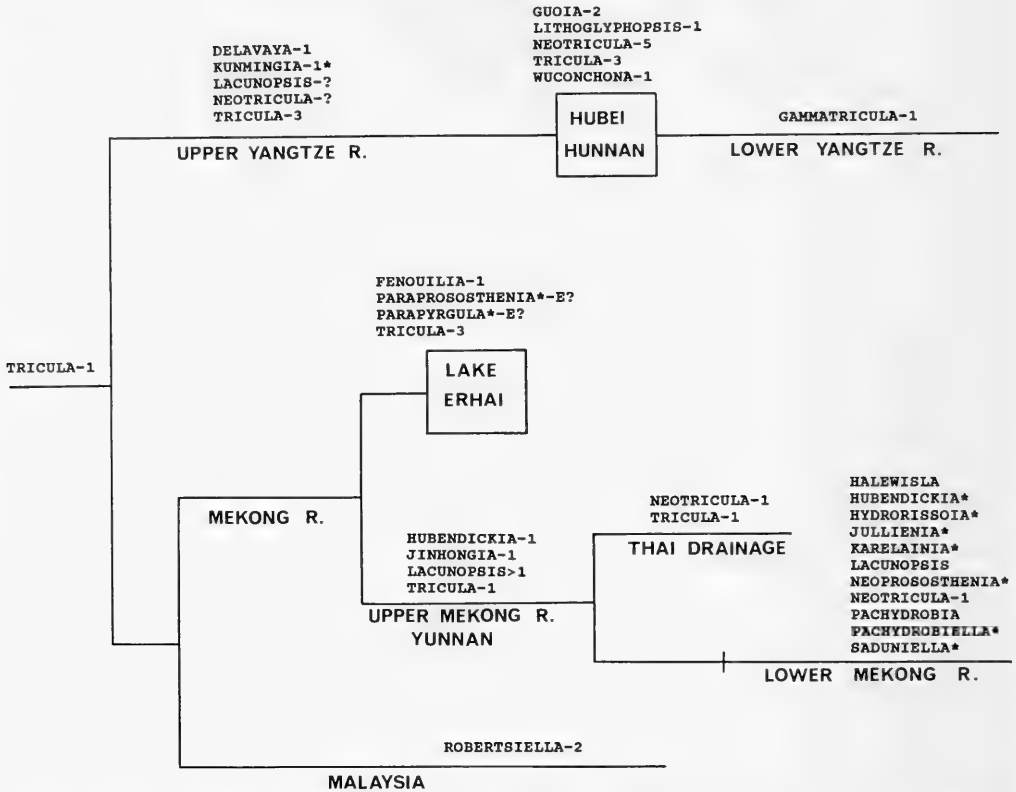 GUOIA-2
LITHOGLYPHOPSIS-1
NEOTRICULA-5
TRICULA-3
WUCONCHONA-1
DELAVAYA-1
KUNMINGIA-1*
LACUNOPSIS-?
NEOTRICULA-?
TRICULA-3
UPPER YANGTZE R.
HUBEI
HUNNAN
GAMMATRICULA-1
LOWER YANGTZE R.
FENOUILIA-1
PARAPROSOSTHENIA*-E?
PARAPYRGULA*-E?
TRICULA-3
TRICULA-1
LAKE
ERHAI
MEKONG R.
HUBENDICKIA-1
JINHONGIA-1
LACUNOPSIS>1
TRICULA-1
UPPER MEKONG R.
YUNNAN
NEOTRICULA-1
TRICULA-1
THAI DRAINAGE
HALEWISLA
HUBENDICKIA*
HYDRORISSOIA*
JULLIENIA*
KARELAINIA*
LACUNOPSIS
NEOPROSOSTHENIA*
NEOTRICULA-1
PACHYDROBIA
PACHYDROBIELLA*
SADUNIELLA*
LOWER MEKONG R.
ROBERTSIELLA-2
MALAYSIA